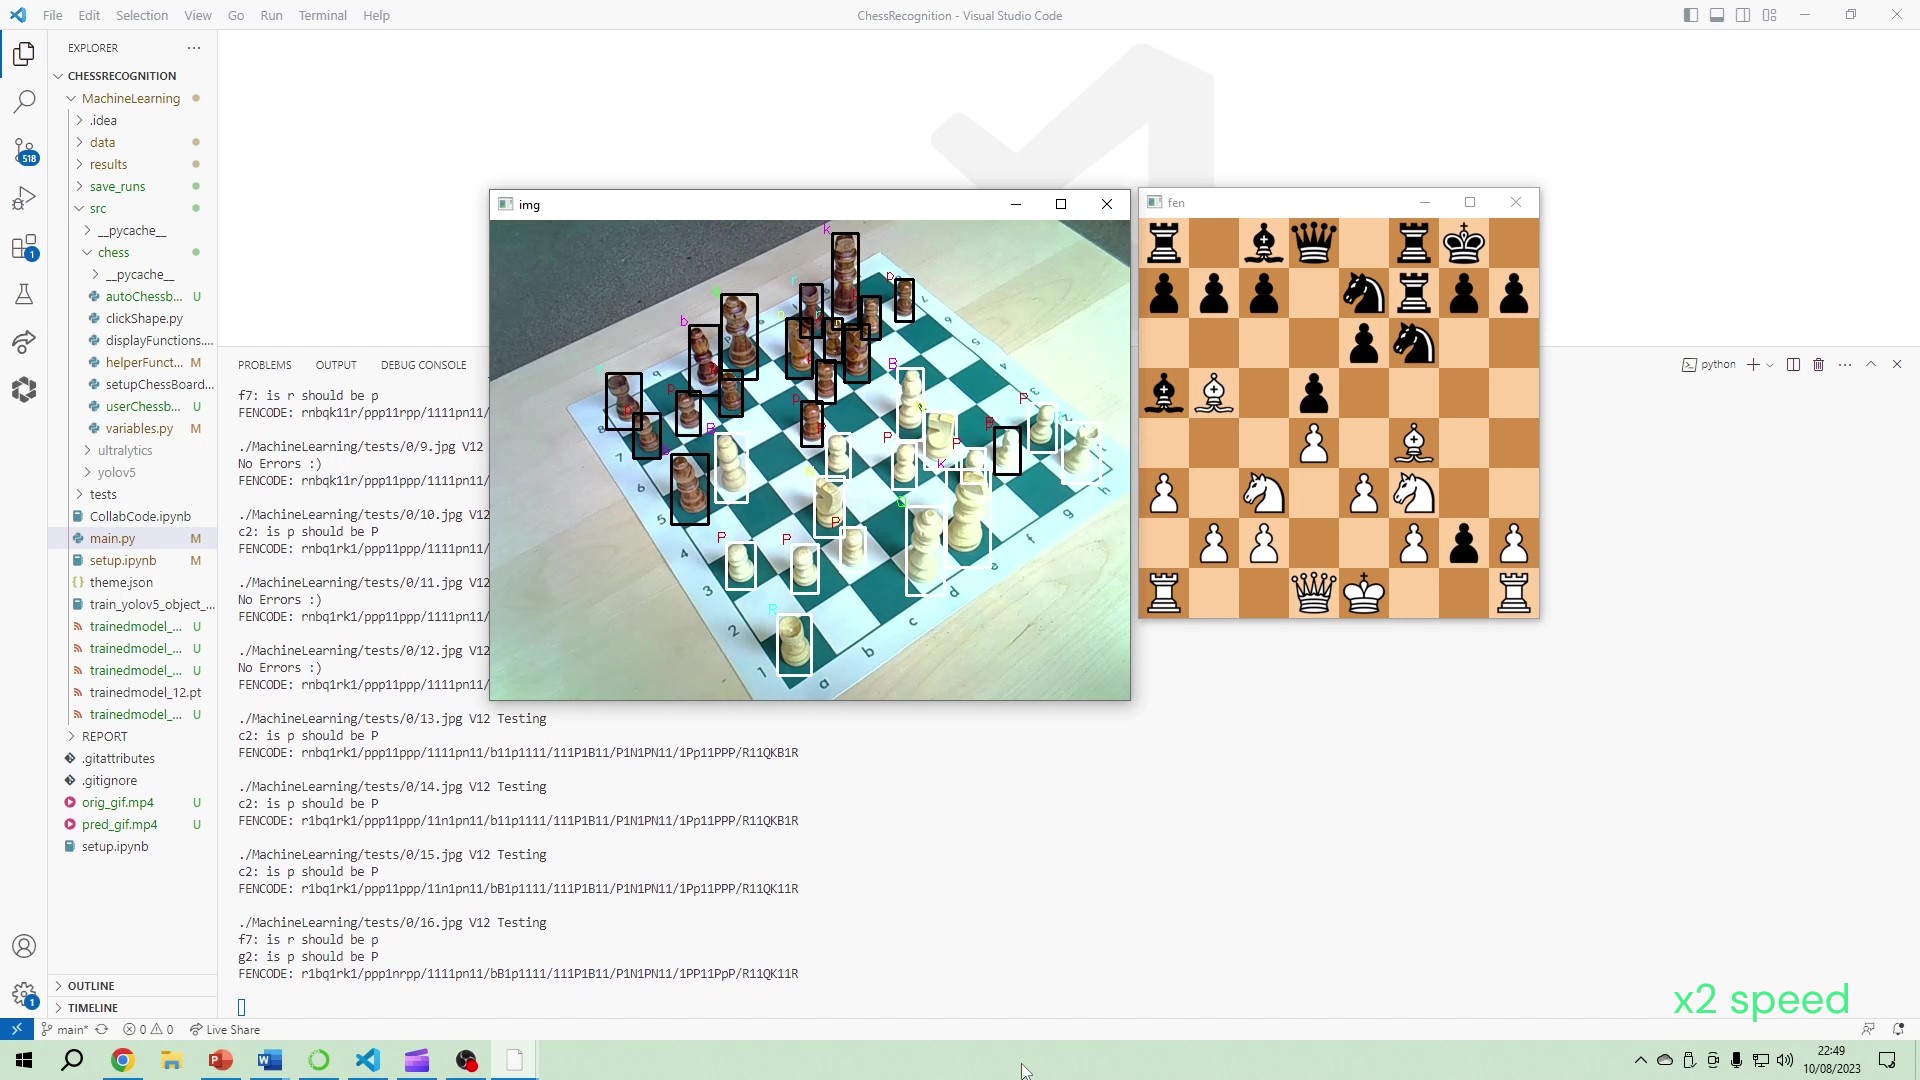 File Edit Selection View Go Run Terminal Help
ChessRecognition - Visual Studio Code
EXPLORER
CHESSRECOGNITION
MachineLearning
.idea
data
results
save_runs
src
__pycache__
chess
__pycache__
autoChessb... U
clickShape.py
displayFunctions....
helperFunct... M
setupChessBoard...
userChessb... U
variables.py M
ultralytics
yolov5
tests
CollabCode.ipynb
main.py M
setup.ipynb M
theme.json
train_yolov5_object_...
trainedmodel_... U
trainedmodel_... U
trainedmodel_... U
trainedmodel_12.pt
trainedmodel_... U
REPORT
.gitattributes
.gitignore
orig_gif.mp4 U
pred_gif.mp4 U
setup.ipynb
OUTLINE
TIMELINE
518
1
1
PROBLEMS OUTPUT DEBUG CONSOLE
python
f7: is r should be p
FENCODE: rnbqk11r/ppp11rpp/1111pn11/
./MachineLearning/tests/0/9.jpg V12
No Errors :)
FENCODE: rnbqk11r/ppp11ppp/1111pn11/
./MachineLearning/tests/0/10.jpg V12
c2: is p should be P
FENCODE: rnbq1rk1/ppp11ppp/1111pn11/
./MachineLearning/tests/0/11.jpg V12
No Errors :)
FENCODE: rnbq1rk1/ppp11ppp/1111pn11/
./MachineLearning/tests/0/12.jpg V12
No Errors :)
FENCODE: rnbq1rk1/ppp11ppp/1111pn11/
./MachineLearning/tests/0/13.jpg V12 Testing
c2: is p should be P
FENCODE: rnbq1rk1/ppp11ppp/1111pn11/b11p1111/111P1B11/P1N1PN11/1Pp11PPP/R11QKB1R
./MachineLearning/tests/0/14.jpg V12 Testing
c2: is p should be P
FENCODE: r1bq1rk1/ppp11ppp/11n1pn11/b11p1111/111P1B11/P1N1PN11/1Pp11PPP/R11QKB1R
./MachineLearning/tests/0/15.jpg V12 Testing
c2: is p should be P
FENCODE: r1bq1rk1/ppp11ppp/11n1pn11/bB1p1111/111P1B11/P1N1PN11/1Pp11PPP/R11QK11R
./MachineLearning/tests/0/16.jpg V12 Testing
f7: is r should be p
g2: is p should be P
FENCODE: r1bq1rk1/ppp1nrpp/1111pn11/bB1p1111/111P1B11/P1N1PN11/1PP11PpP/R11QK11R
img
fen
x2 speed
main* 0 0 Live Share
22:49
10/08/2023